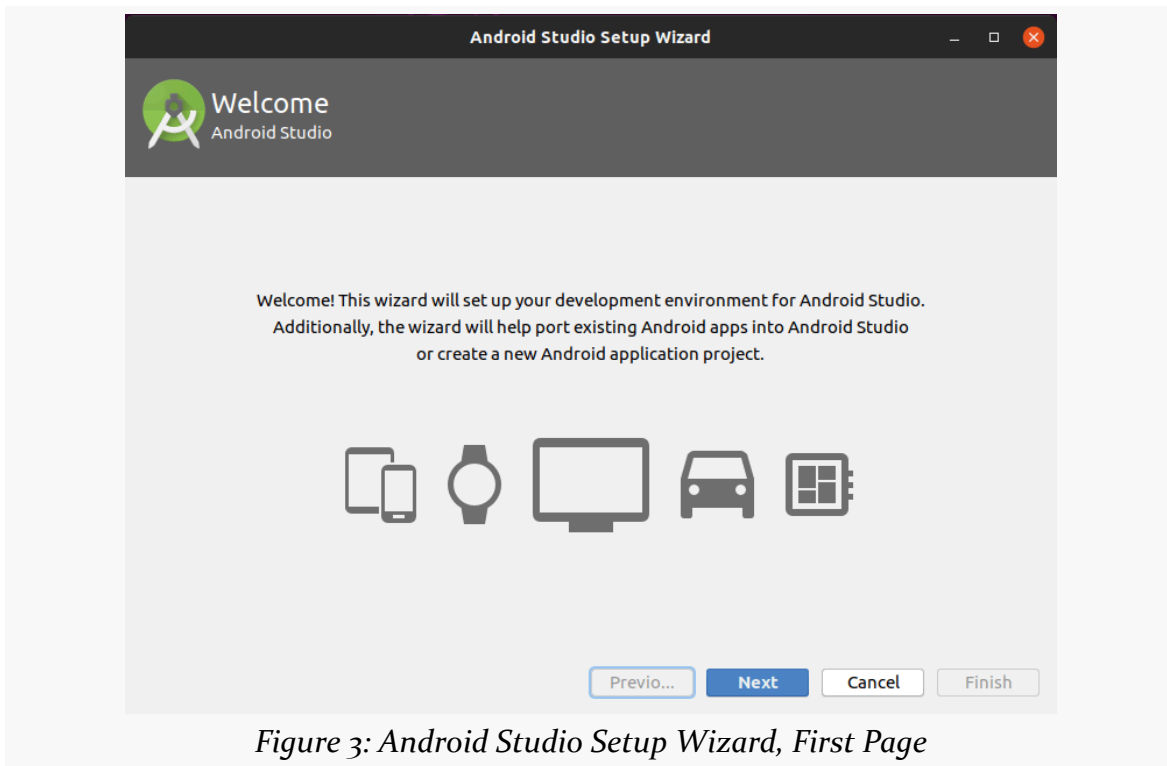 Android Studio Setup Wizard
Welcome
Android Studio
Welcome! This wizard will set up your development environment for Android Studio.
Additionally, the wizard will help port existing Android apps into Android Studio
or create a new Android application project.
Previo... Next Cancel Finish
Figure 3: Android Studio Setup Wizard, First Page